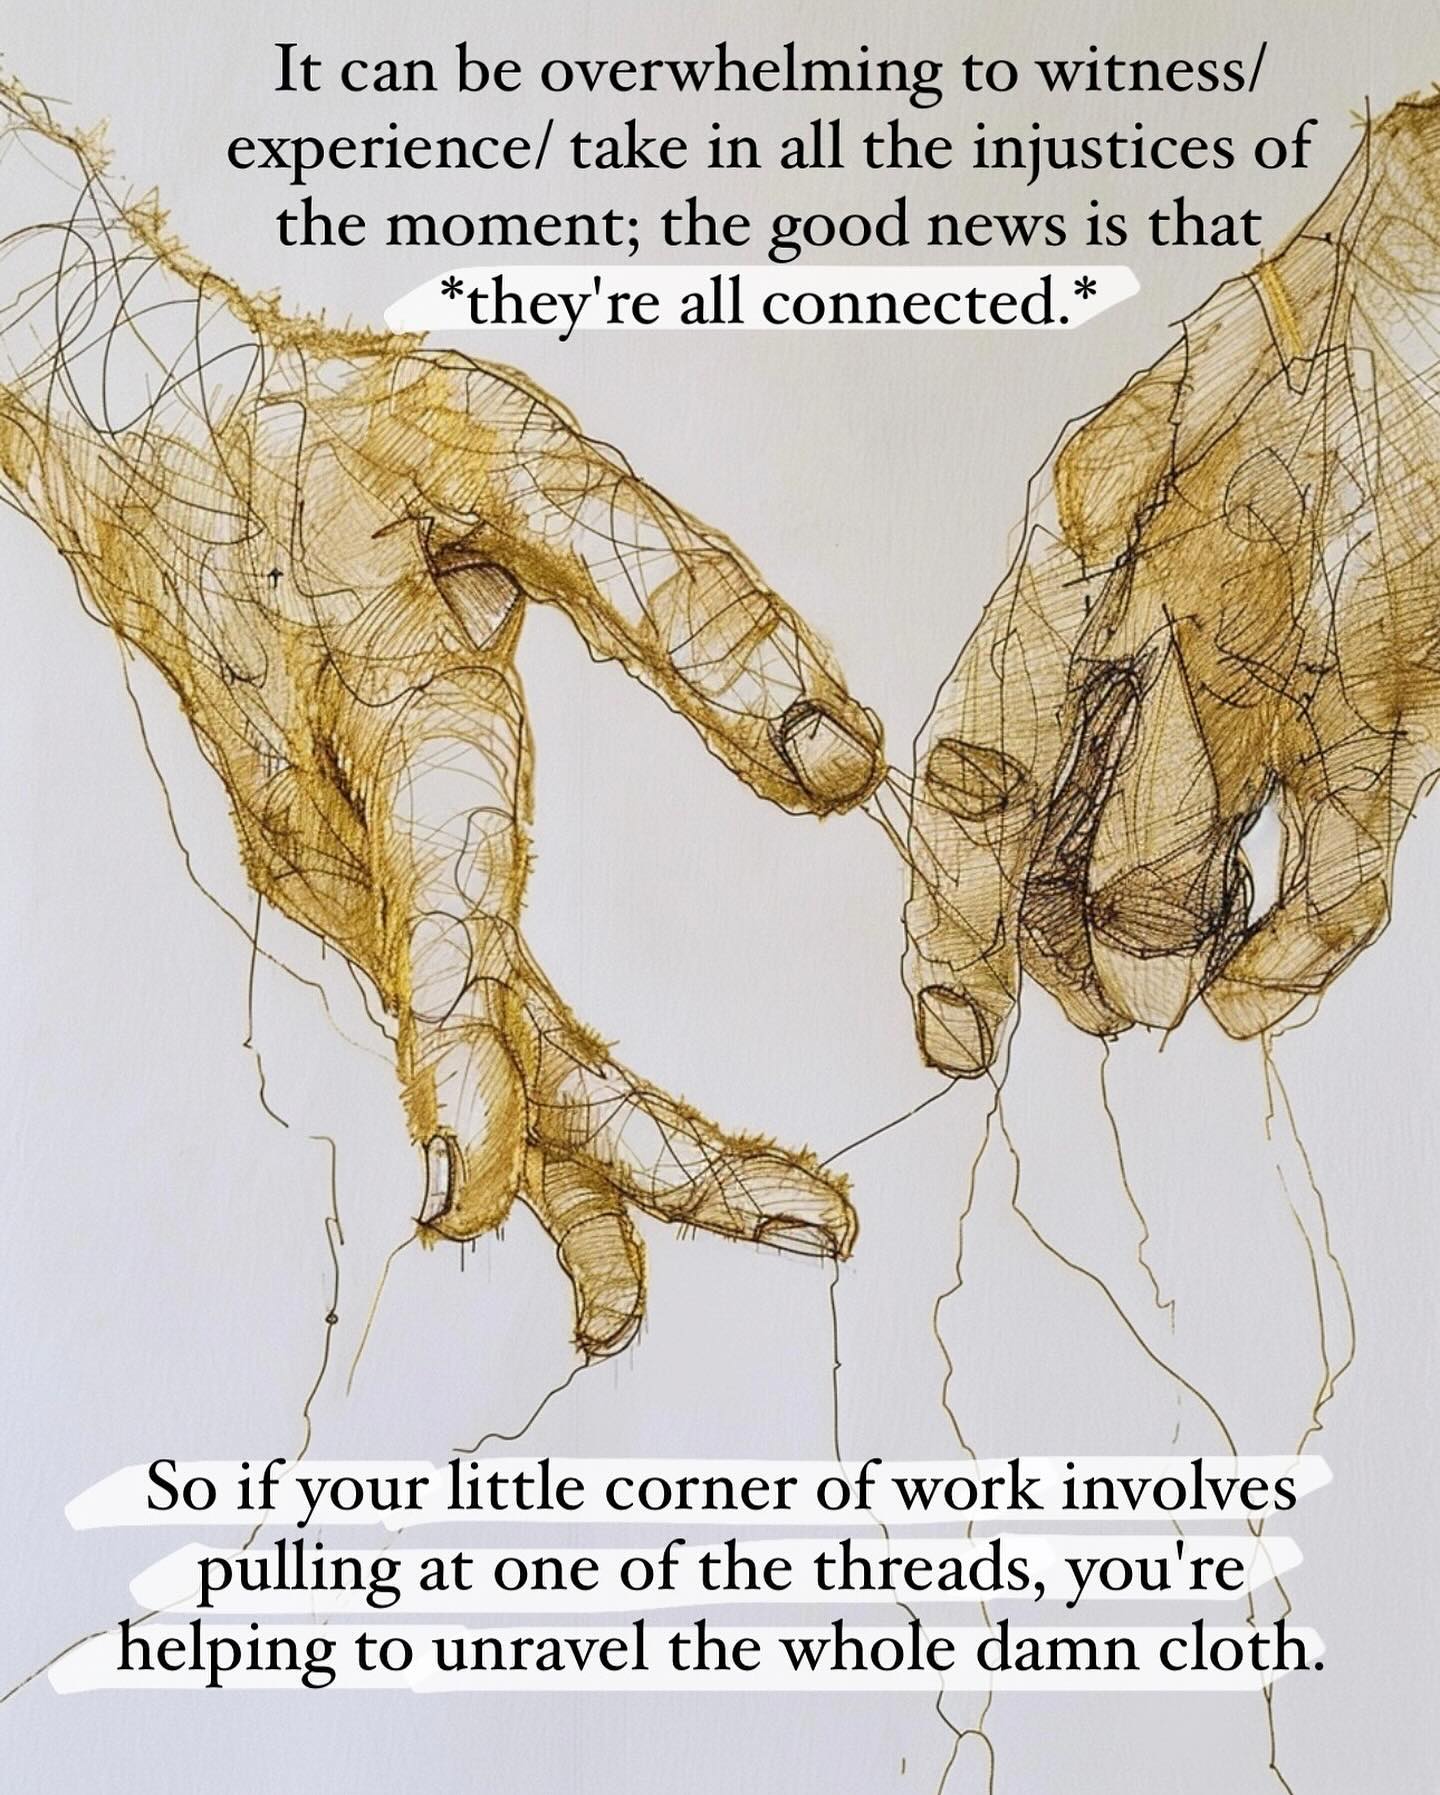 It can be overwhelming to witness/
experience/ take in all the injustices of
the moment; the good news is that
*they're all connected.*
So if your little corner of work involves
pulling at one of the threads, you're
helping to unravel the whole damn cloth.